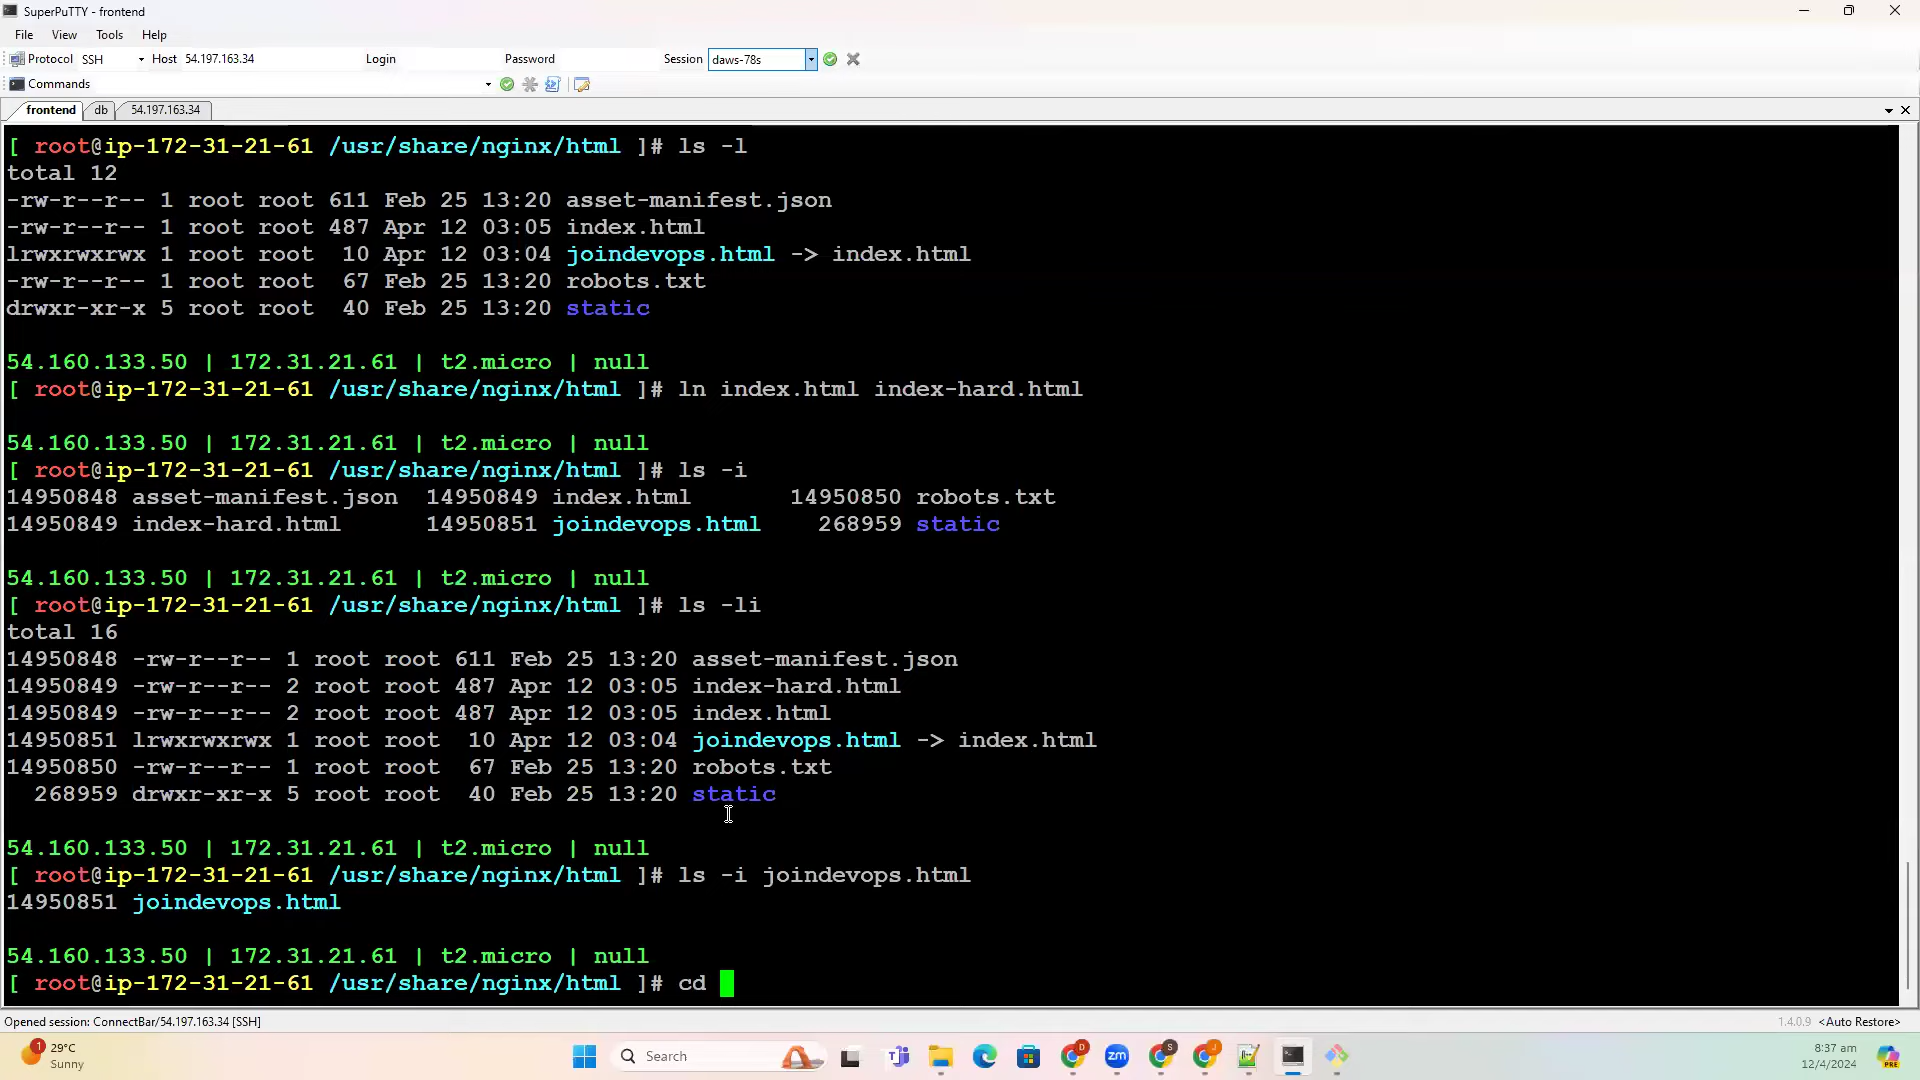 SuperPuTTY - frontend
File View Tools Help
Protocol SSH Host 54.197.163.34 Login Password Session daws-78s
Commands
frontend db 54.197.163.34
[ root@ip-172-31-21-61 /usr/share/nginx/html ]# ls -l
total 12
-rw-r--r-- 1 root root 611 Feb 25 13:20 asset-manifest.json
-rw-r--r-- 1 root root 487 Apr 12 03:05 index.html
lrwxrwxrwx 1 root root  10 Apr 12 03:04 joindevops.html -> index.html
-rw-r--r-- 1 root root  67 Feb 25 13:20 robots.txt
drwxr-xr-x 5 root root  40 Feb 25 13:20 static
54.160.133.50 | 172.31.21.61 | t2.micro | null
[ root@ip-172-31-21-61 /usr/share/nginx/html ]# ln index.html index-hard.html
54.160.133.50 | 172.31.21.61 | t2.micro | null
[ root@ip-172-31-21-61 /usr/share/nginx/html ]# ls -i
14950848 asset-manifest.json  14950849 index.html       14950850 robots.txt
14950849 index-hard.html      14950851 joindevops.html    268959 static
54.160.133.50 | 172.31.21.61 | t2.micro | null
[ root@ip-172-31-21-61 /usr/share/nginx/html ]# ls -li
total 16
14950848 -rw-r--r-- 1 root root 611 Feb 25 13:20 asset-manifest.json
14950849 -rw-r--r-- 2 root root 487 Apr 12 03:05 index-hard.html
14950849 -rw-r--r-- 2 root root 487 Apr 12 03:05 index.html
14950851 lrwxrwxrwx 1 root root  10 Apr 12 03:04 joindevops.html -> index.html
14950850 -rw-r--r-- 1 root root  67 Feb 25 13:20 robots.txt
268959 drwxr-xr-x 5 root root  40 Feb 25 13:20 static
54.160.133.50 | 172.31.21.61 | t2.micro | null
[ root@ip-172-31-21-61 /usr/share/nginx/html ]# ls -i joindevops.html
14950851 joindevops.html
54.160.133.50 | 172.31.21.61 | t2.micro | null
[ root@ip-172-31-21-61 /usr/share/nginx/html ]# cd
Opened session: ConnectBar/54.197.163.34 [SSH] 1.4.0.9 <Auto Restore>
1 29°C
Sunny
Search
D zm S J
8:37 am
12/4/2024
PRE